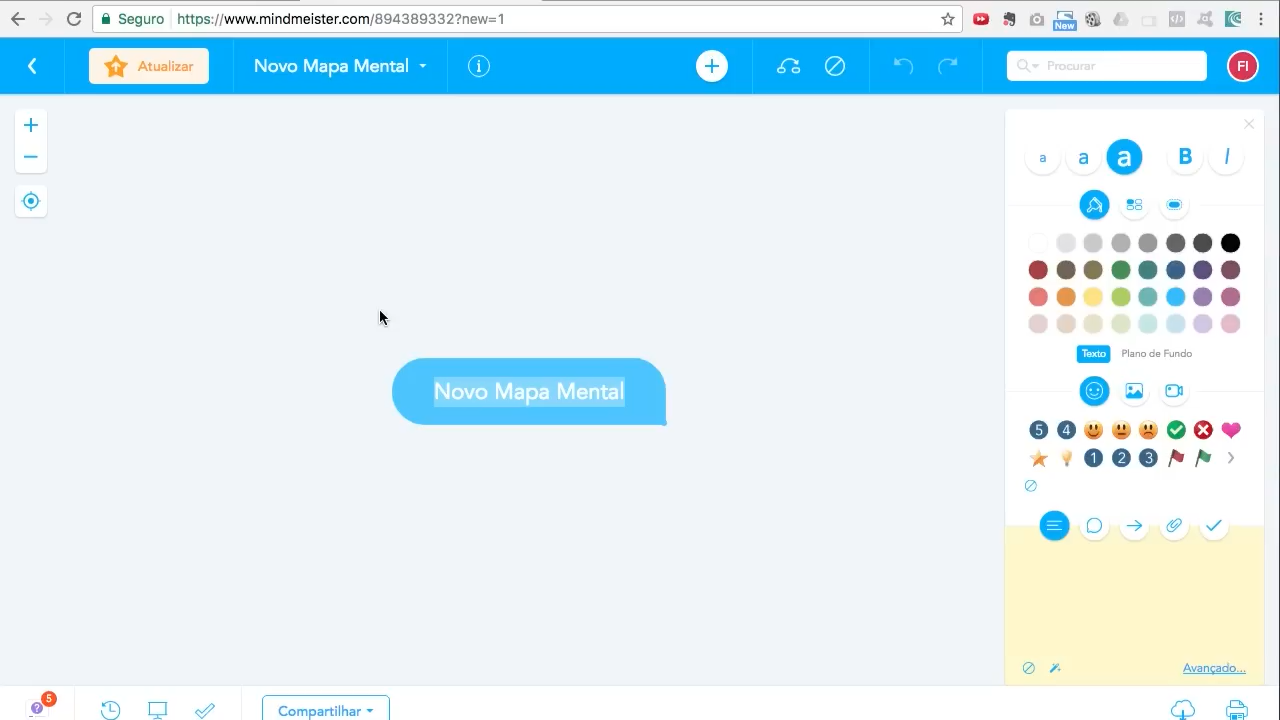 Seguro
https://www.mindmeister.com/894389332?new=1
New
Atualizar
Novo Mapa Mental
i
Procurar
FI
a a a B I
Novo Mapa Mental
Texto
Plano de Fundo
5 4
1 2 3
Avançado...
? 5
Compartilhar